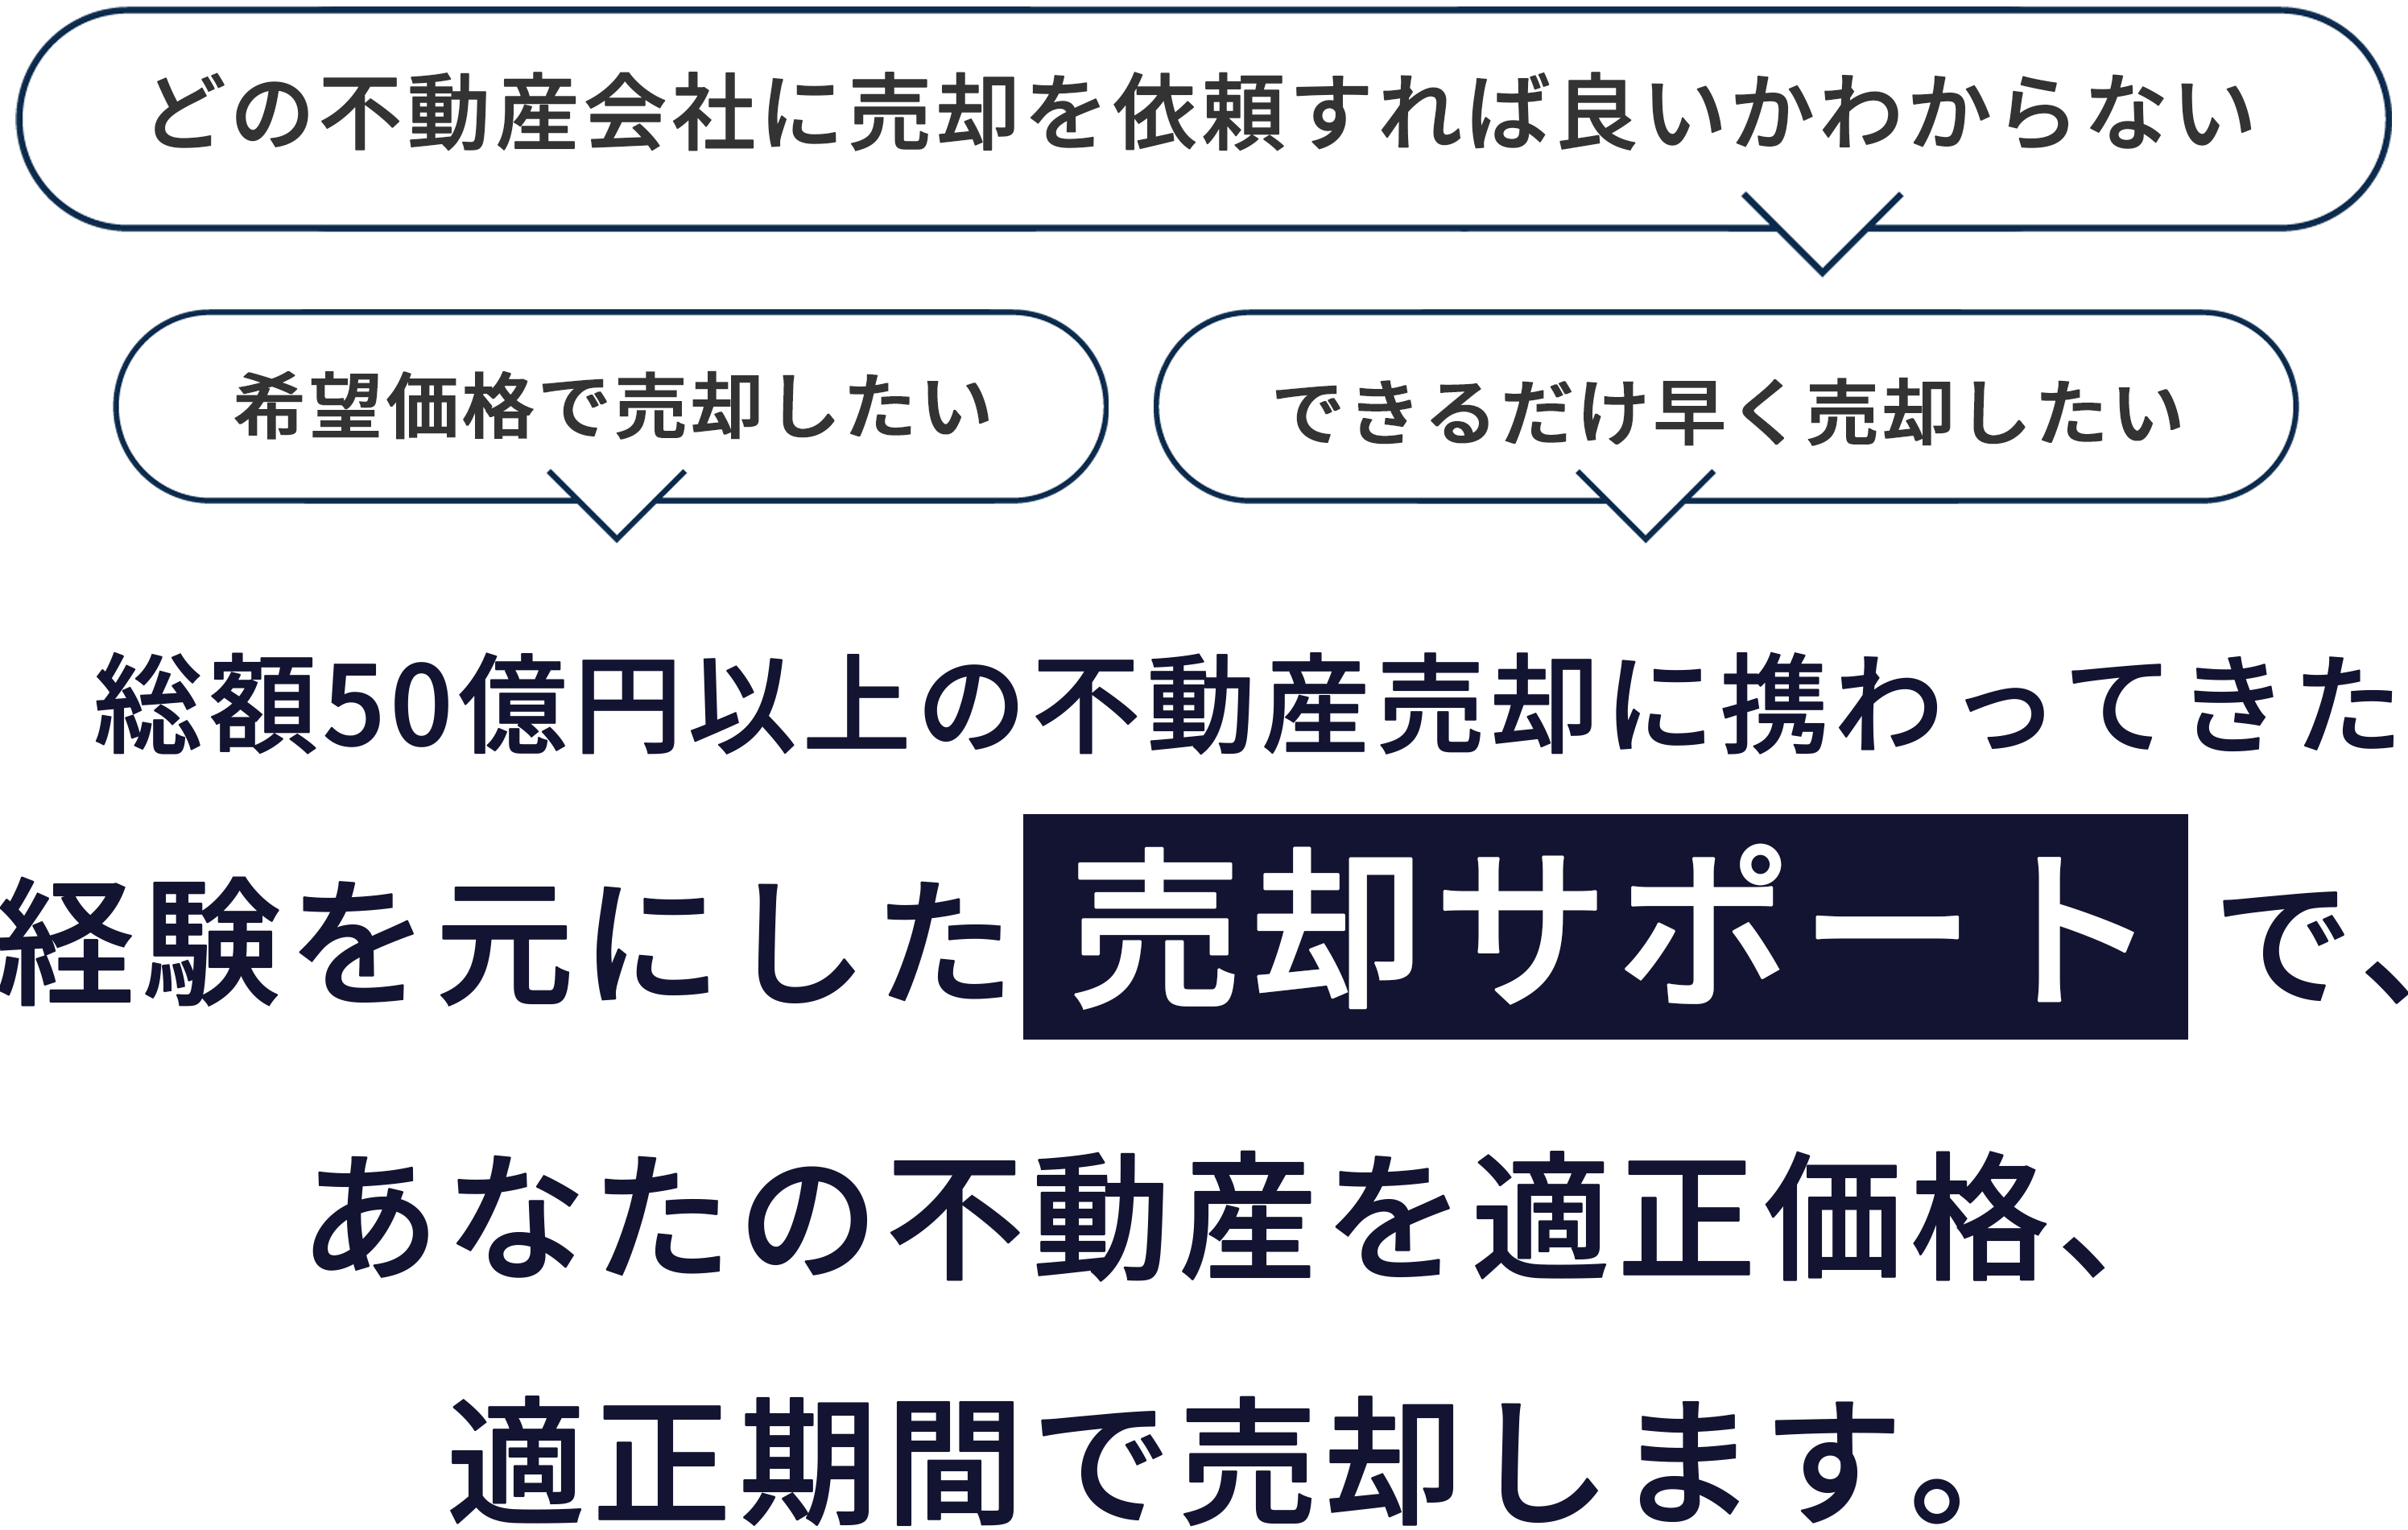 どの不動産会社に売却を依頼すれば良いかわからない
希望価格で売却したい
できるだけ早く売却したい
総額50億円以上の不動産売却に携わってきた
経験を元にした売却サポートで、
あなたの不動産を適正価格、
適正期間で売却します。